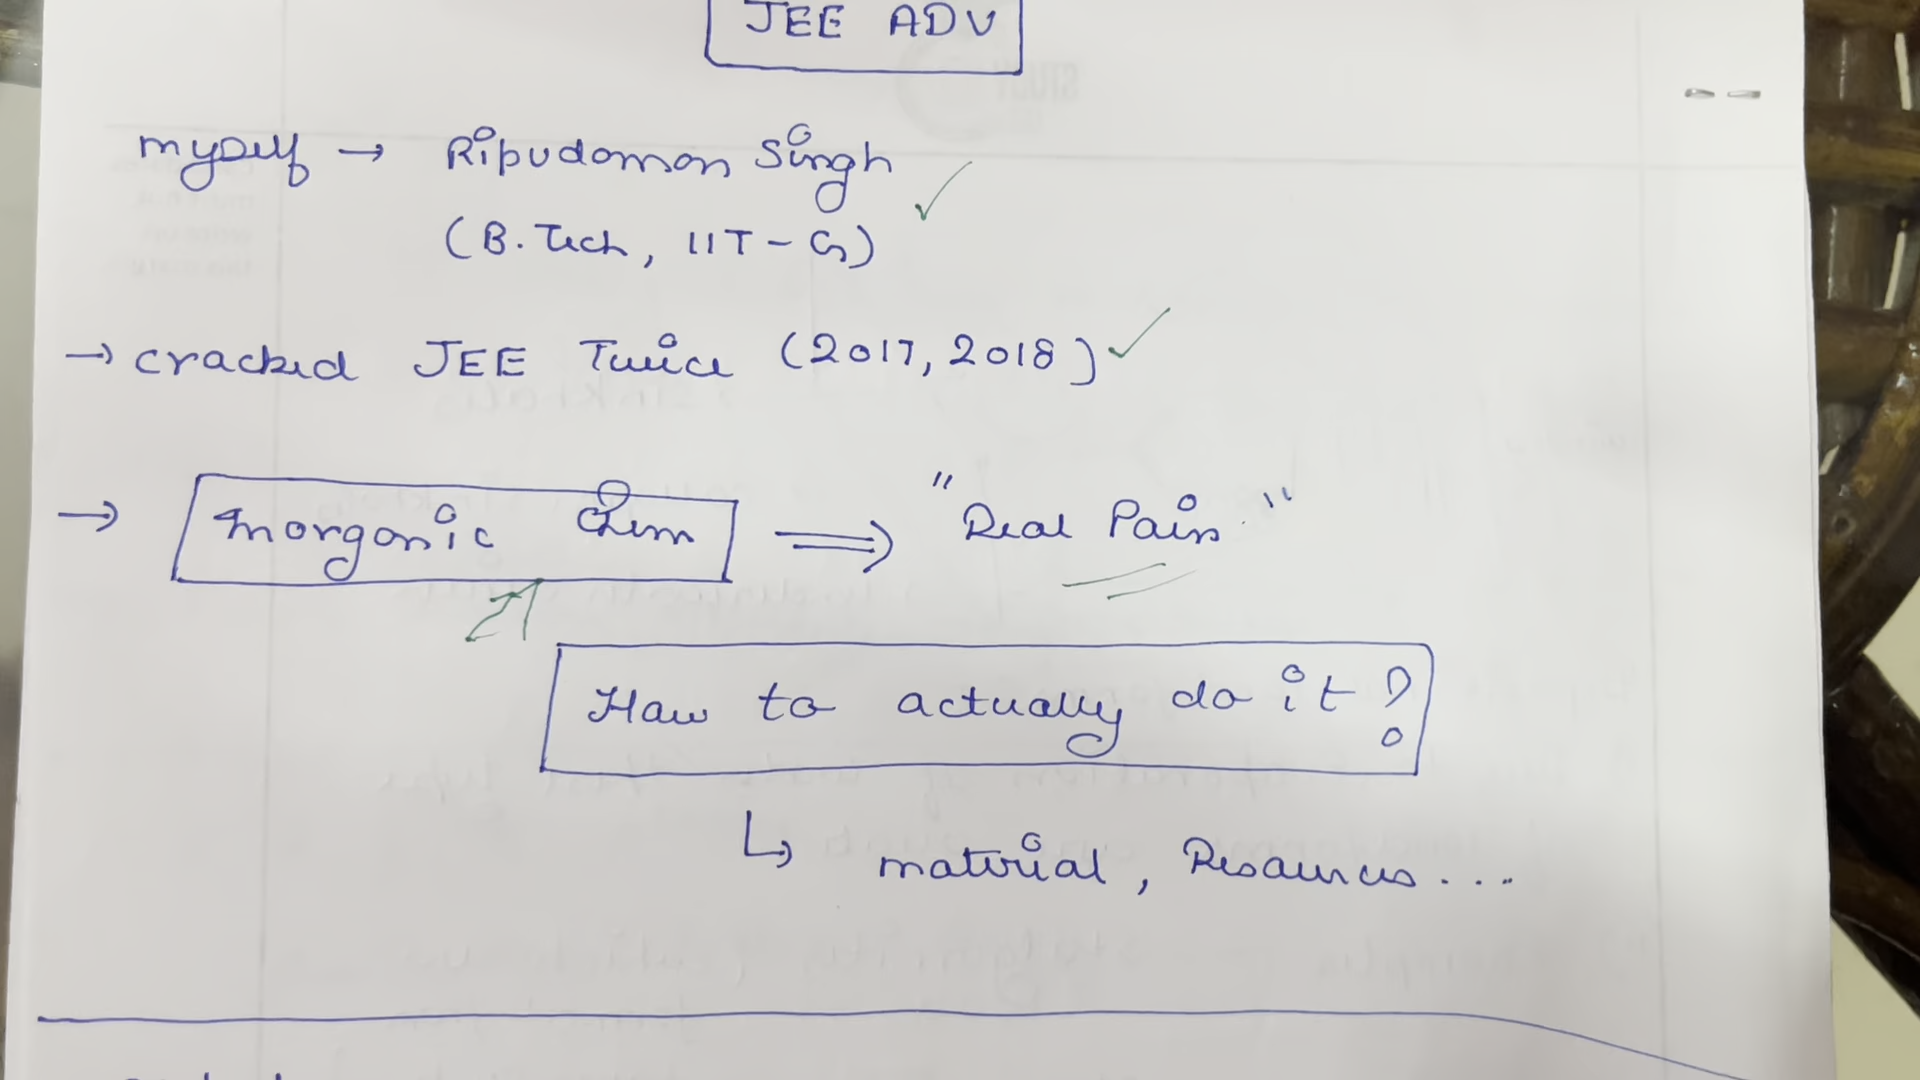 JEE ADV
myself → Ripudaman Singh
(B.Tech, IIT-G)
→ cracked JEE Twice (2017, 2018)
→ Inorganic Chem ⇒ "Real Pain."
How to actually do it?
↳ material, Resources...